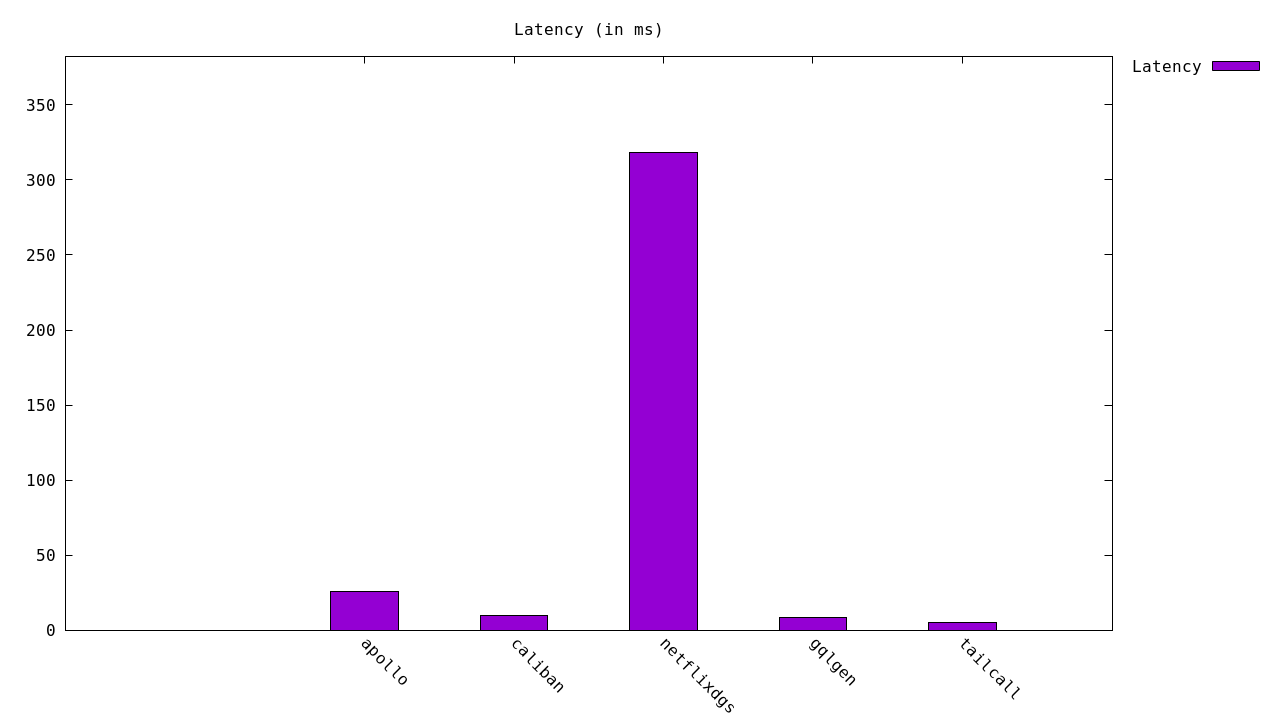 Latency (in ms)
Latency
350
300
250
200
150
100
50
0
apollo
caliban
netflixdgs
gqlgen
tailcall